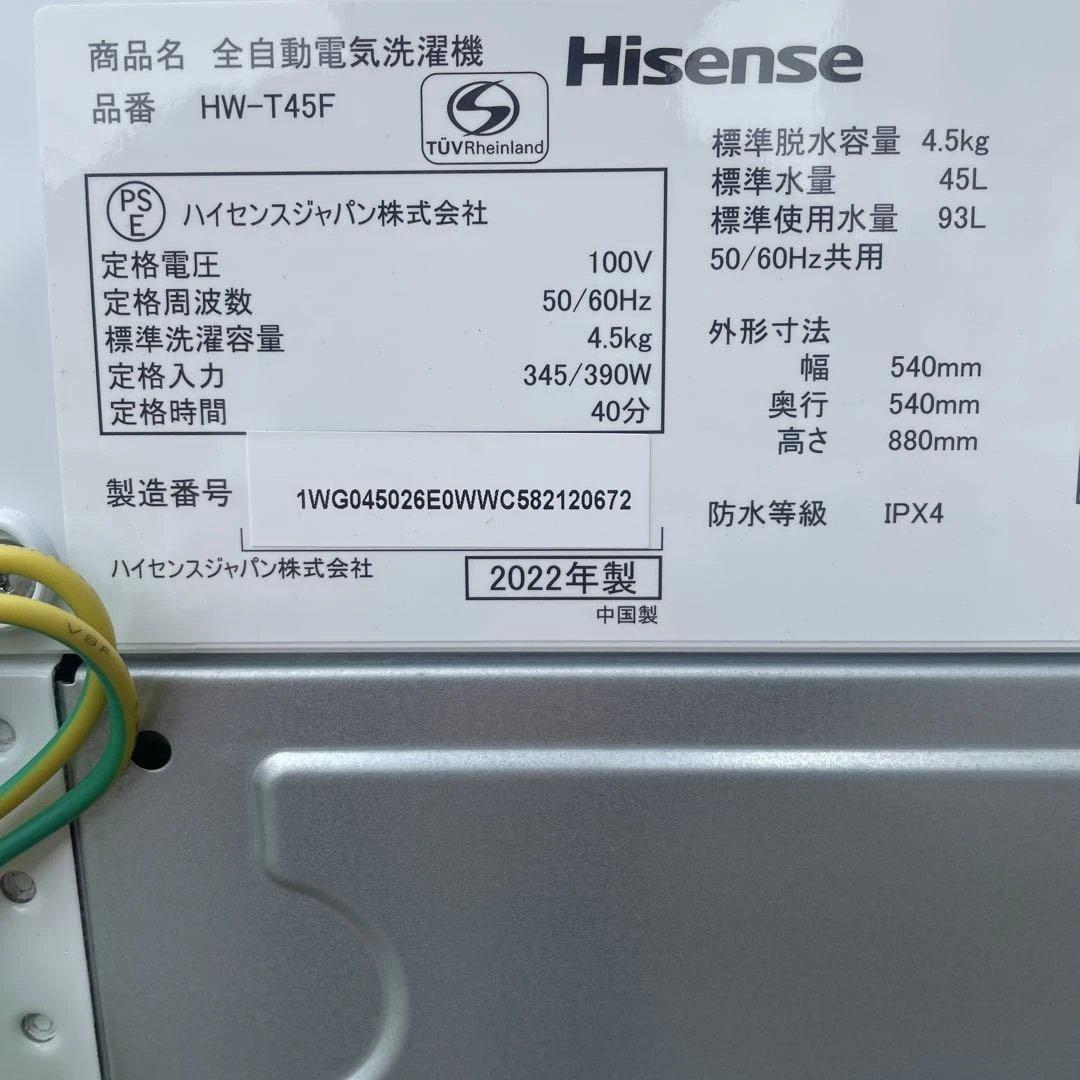 商品名 全自動電気洗濯機
品番 HW-T45F
TÜVRheinland
Hisense
PS
E
ハイセンスジャパン株式会社
定格電圧 100V
定格周波数 50/60Hz
標準洗濯容量 4.5kg
定格入力 345/390W
定格時間 40分
製造番号 1WG045026E0WWC582120672
ハイセンスジャパン株式会社
2022年製
中国製
標準脱水容量 4.5kg
標準水量 45L
標準使用水量 93L
50/60Hz共用
外形寸法
幅 540mm
奥行 540mm
高さ 880mm
防水等級 IPX4
V8F